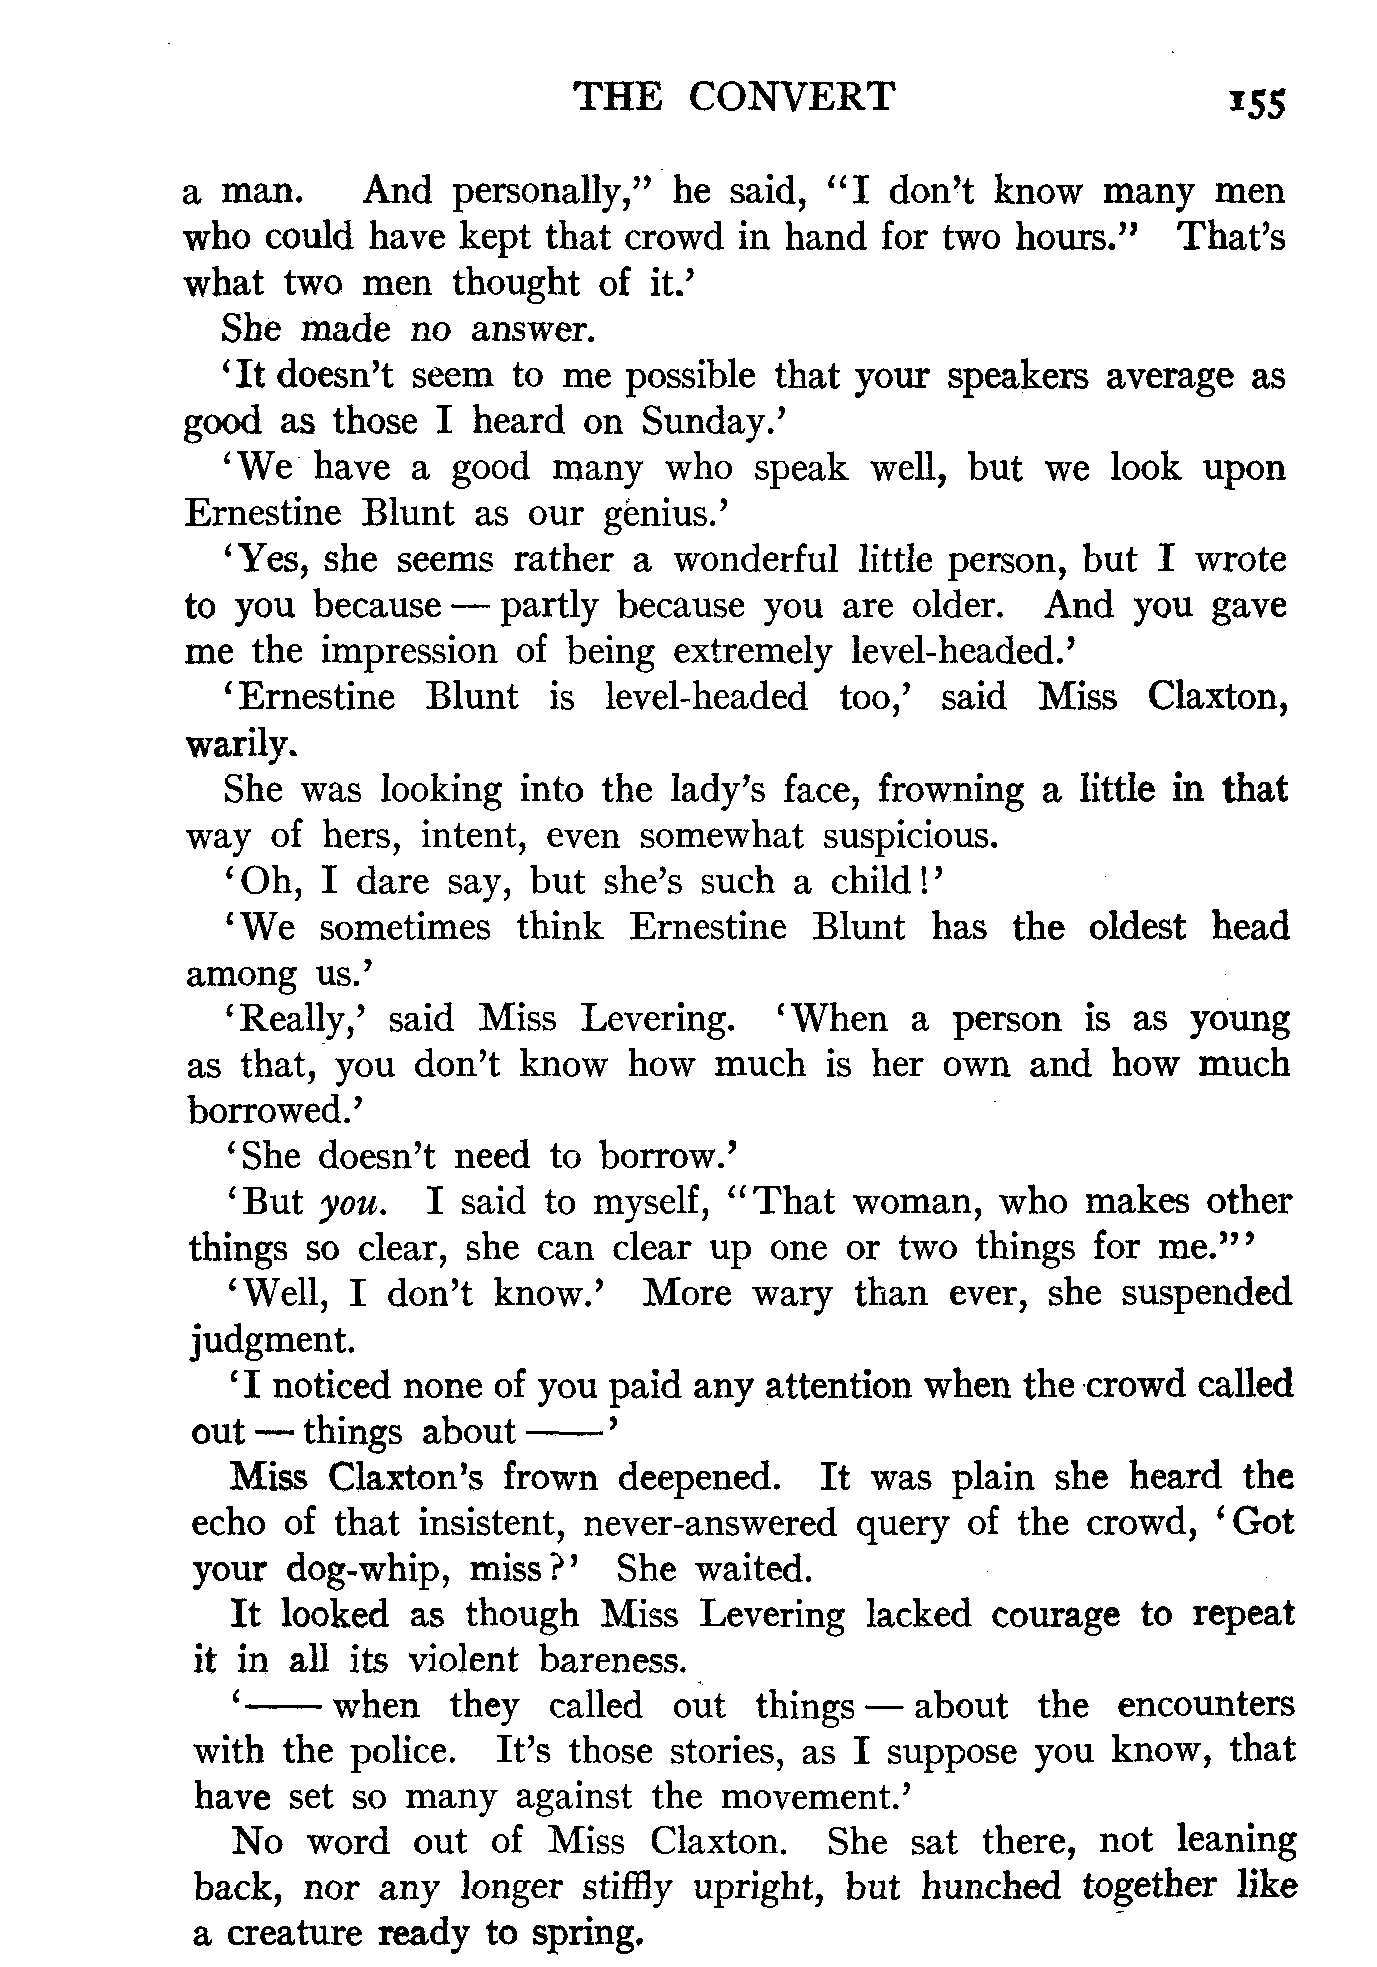 THE CONVERT 155
a man. And personally,” he said, “I don’t know many men
who could have kept that crowd in hand for two hours.” That’s
what two men thought of it.’
She made no answer.
‘It doesn’t seem to me possible that your speakers average as
good as those I heard on Sunday.’
‘We have a good many who speak well, but we look upon
Ernestine Blunt as our genius.’
‘Yes, she seems rather a wonderful little person, but I wrote
to you because — partly because you are older. And you gave
me the impression of being extremely level-headed.’
‘Ernestine Blunt is level-headed too,’ said Miss Claxton,
warily.
She was looking into the lady’s face, frowning a little in that
way of hers, intent, even somewhat suspicious.
‘Oh, I dare say, but she’s such a child!’
‘We sometimes think Ernestine Blunt has the oldest head
among us.’
‘Really,’ said Miss Levering. ‘When a person is as young
as that, you don’t know how much is her own and how much
borrowed.’
‘She doesn’t need to borrow.’
‘But you. I said to myself, “That woman, who makes other
things so clear, she can clear up one or two things for me.”’
‘Well, I don’t know.’ More wary than ever, she suspended
judgment.
‘I noticed none of you paid any attention when the crowd called
out — things about ——’
Miss Claxton’s frown deepened. It was plain she heard the
echo of that insistent, never-answered query of the crowd, ‘Got
your dog-whip, miss?’ She waited.
It looked as though Miss Levering lacked courage to repeat
it in all its violent bareness.
‘—— when they called out things — about the encounters
with the police. It’s those stories, as I suppose you know, that
have set so many against the movement.’
No word out of Miss Claxton. She sat there, not leaning
back, nor any longer stiffly upright, but hunched together like
a creature ready to spring.